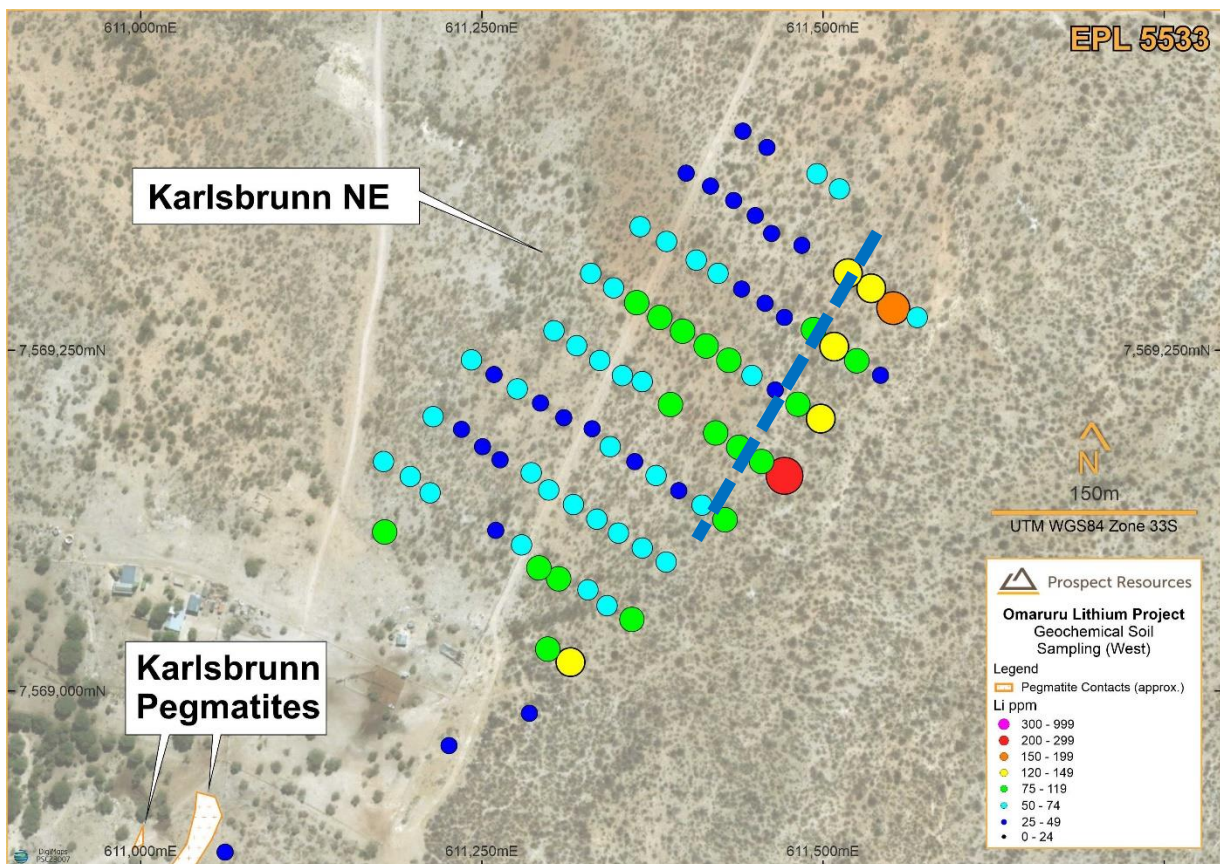 611,000mE
611,250mE
611,500mE
EPL 5533
Karlsbrunn NE
7,569,250mN
7,569,250mN
N
150m
UTM WGS84 Zone 33S
Prospect Resources
Omaruru Lithium Project
Geochemical Soil
Sampling (West)
Legend
Pegmatite Contacts (approx.)
Li ppm
300 - 999
200 - 299
150 - 199
120 - 149
75 - 119
50 - 74
25 - 49
0 - 24
Karlsbrunn
Pegmatites
7,569,000mN
7,569,000mN
DigiMaps
PSC23007
611,000mE
611,250mE
611,500mE